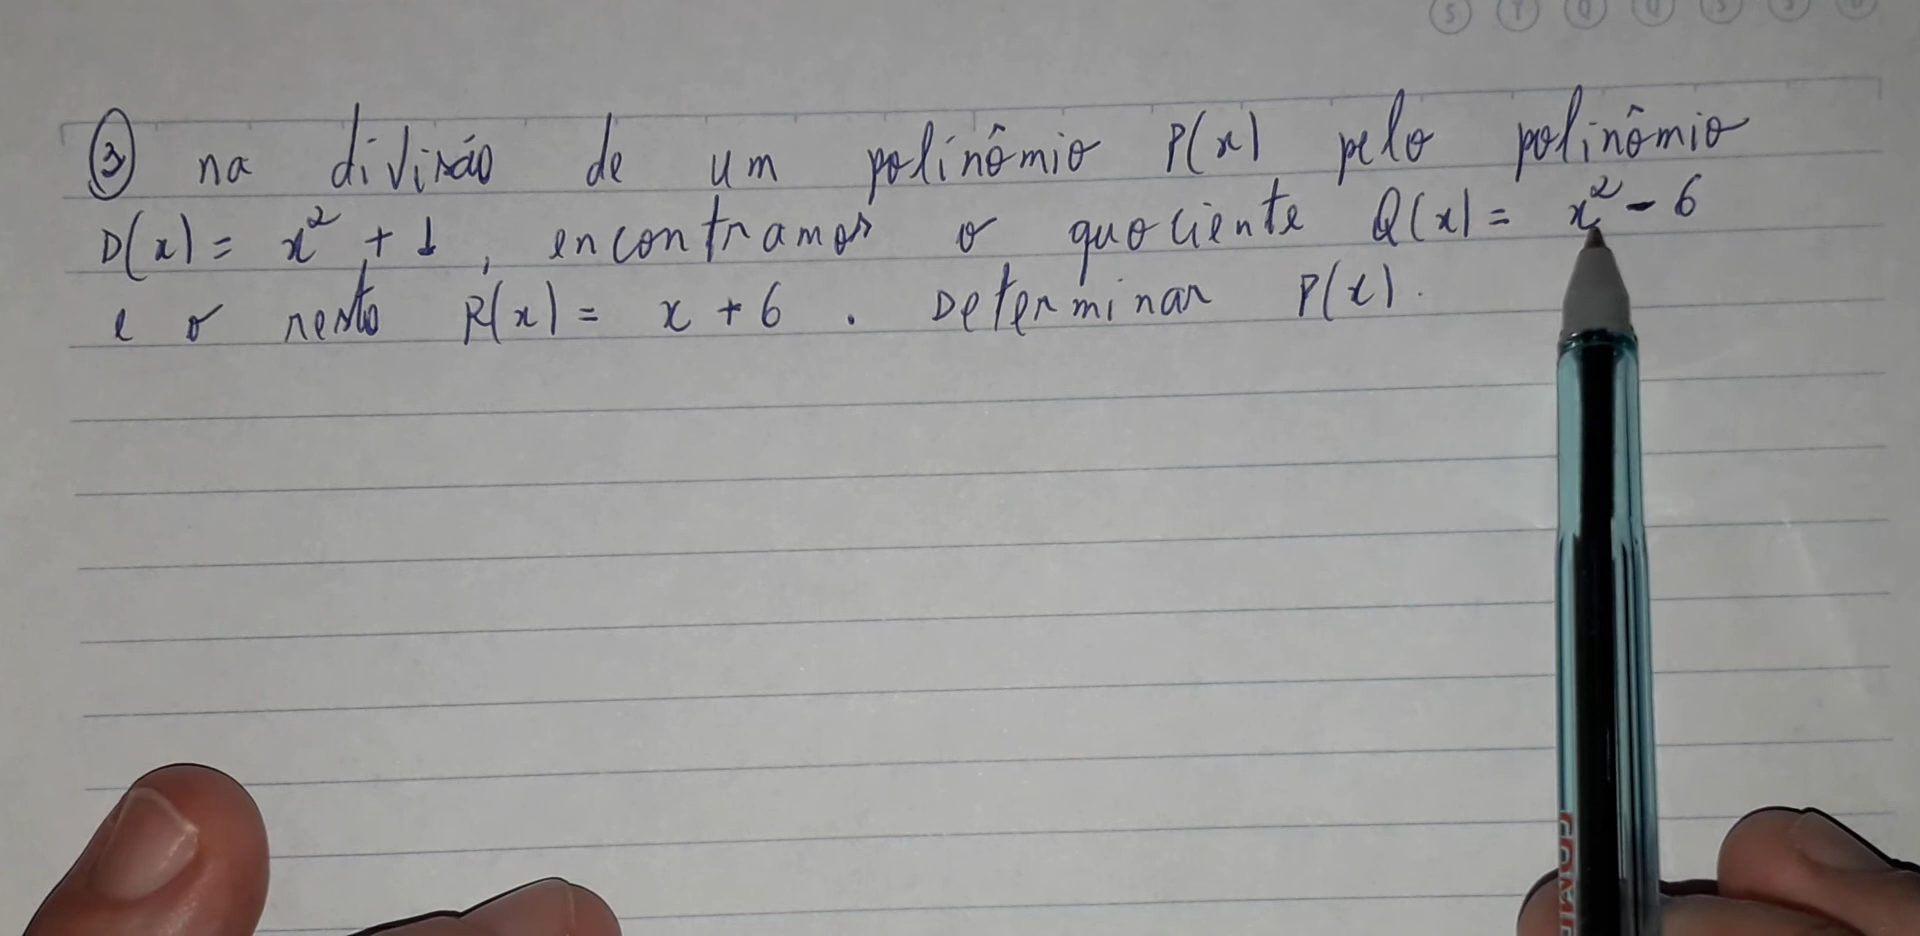 S T Q Q S S D
③ na divisão de um polinômio P(x) pelo polinômio
D(x) = x² + 1, encontramos o quociente Q(x) = x² - 6
e o resto R(x) = x + 6. Determinar P(x).